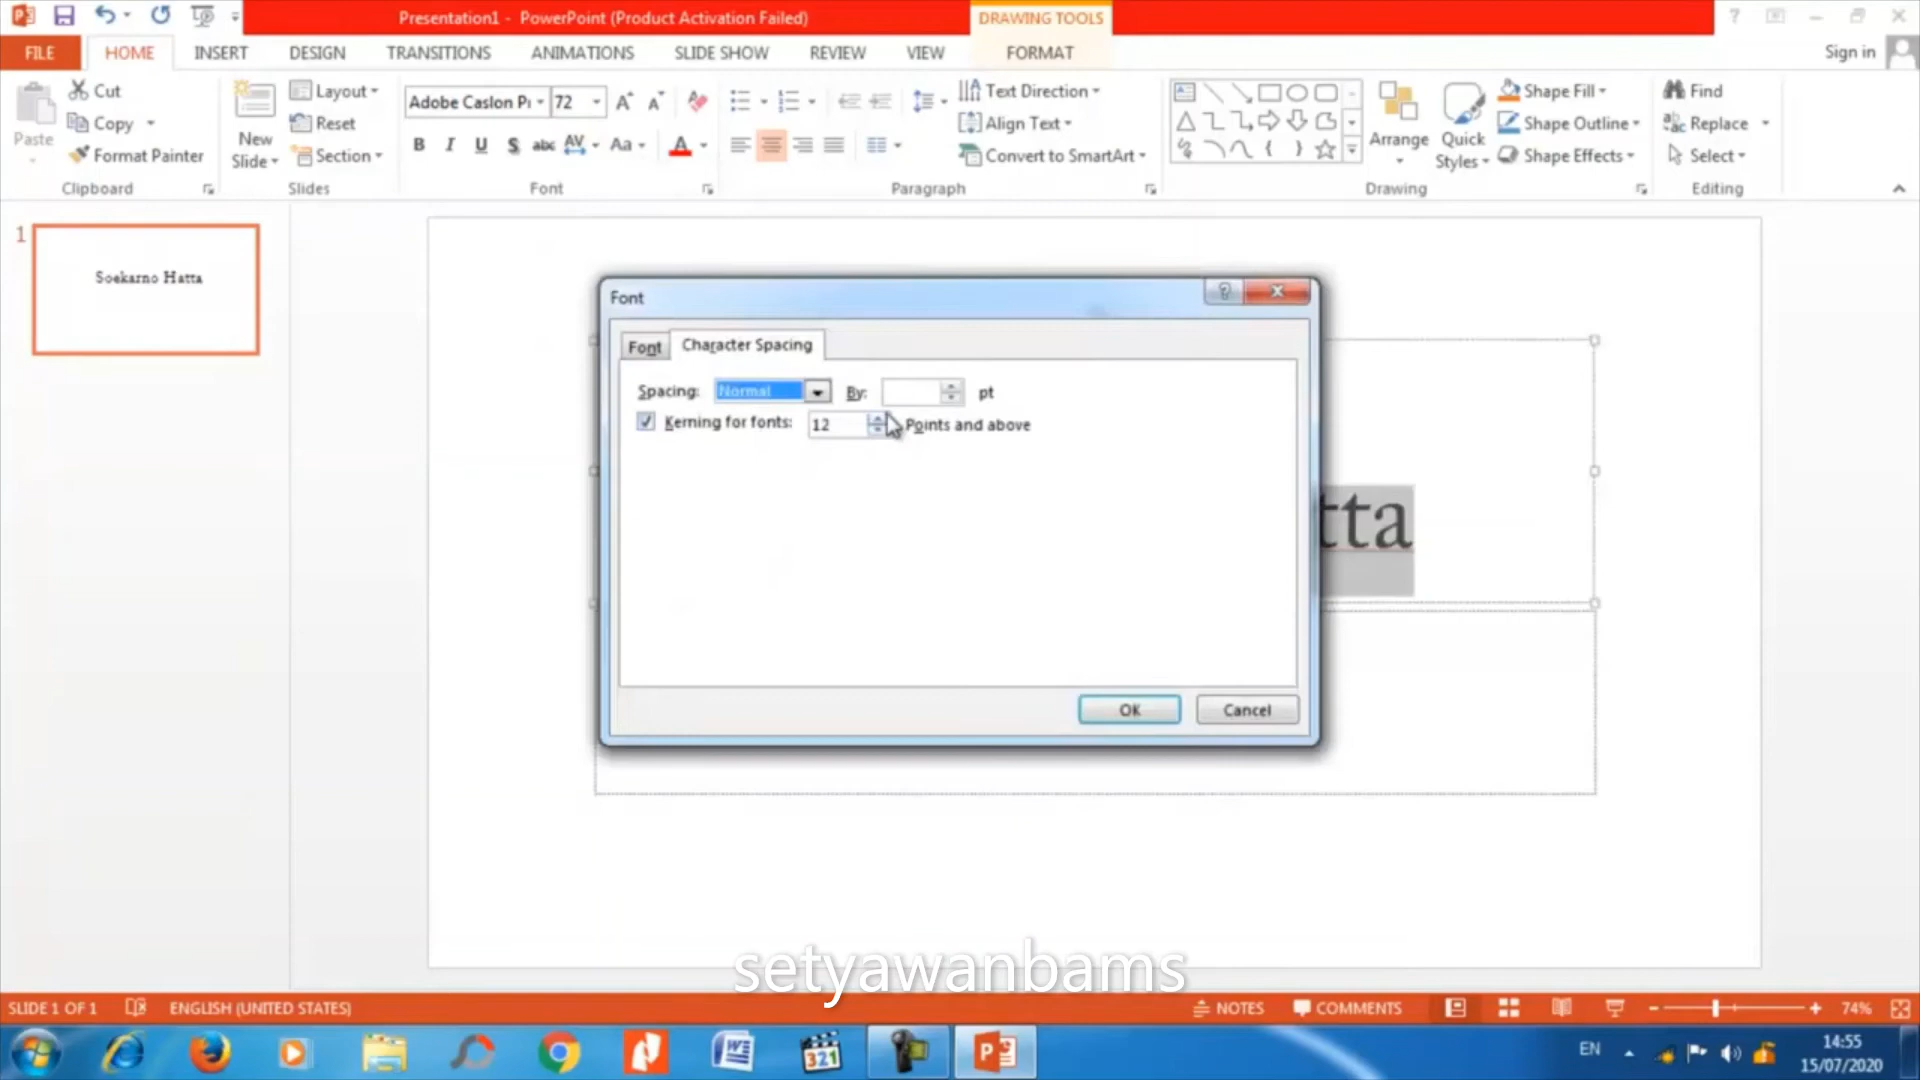 Presentation1 - PowerPoint (Product Activation Failed)
DRAWING TOOLS
FILE
HOME
INSERT
DESIGN
TRANSITIONS
ANIMATIONS
SLIDE SHOW
REVIEW
VIEW
FORMAT
Sign in
Paste
Cut
Copy
Format Painter
Clipboard
New
Slide
Layout
Reset
Section
Slides
Adobe Caslon Pi
72
B I U S abc AV Aa A
Font
Text Direction
Align Text
Convert to SmartArt
Paragraph
Arrange
Quick
Styles
Shape Fill
Shape Outline
Shape Effects
Drawing
Find
Replace
Select
Editing
1
Soekarno Hatta
Font
Font
Character Spacing
Spacing: Normal By: pt
Kerning for fonts: 12 Points and above
tta
OK
Cancel
setyawanbams
SLIDE 1 OF 1
ENGLISH (UNITED STATES)
NOTES
COMMENTS
74%
321
EN
14:55
15/07/2020